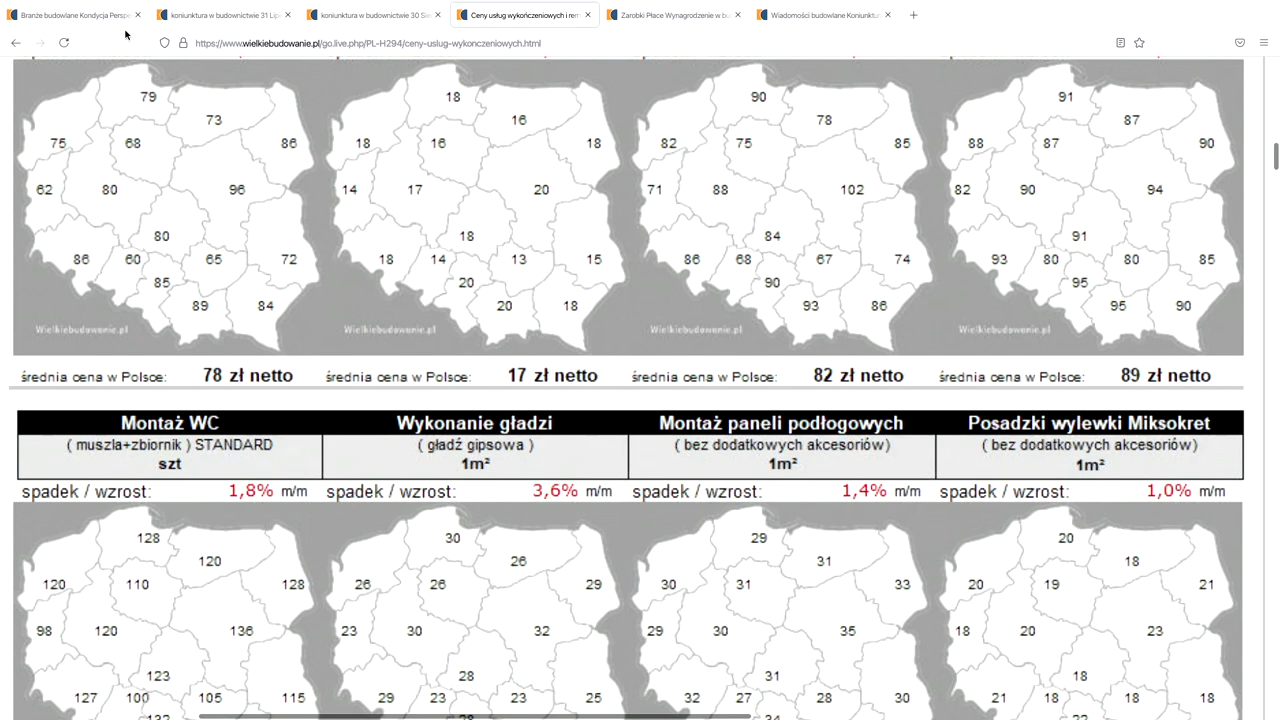 Branże budowlane Kondycja Perspe
koniunktura w budownictwie 31 Lip
koniunktura w budownictwie 30 Sie
Ceny usług wykończeniowych i rem
Zarobki Płace Wynagrodzenie w bu
Wiadomości budowlane Koniunktur
https://www.wielkiebudowanie.pl/go.live.php/PL-H294/ceny-uslug-wykonczeniowych.html
79 18 90 91
73 16 78 87
75 68 86 18 16 18 82 75 85 88 87 90
62 80 96 14 17 20 71 88 102 82 90 94
80 18 84 91
86 60 65 72 18 14 13 15 86 68 67 74 93 80 80 85
85 20 90 95
89 84 20 18 93 86 95 90
Wielkiebudowanie.pl Wielkiebudowanie.pl Wielkiebudowanie.pl Wielkiebudowanie.pl
średnia cena w Polsce: 78 zł netto średnia cena w Polsce: 17 zł netto średnia cena w Polsce: 82 zł netto średnia cena w Polsce: 89 zł netto
Montaż WC Wykonanie gładzi Montaż paneli podłogowych Posadzki wylewki Miksokret
( muszla+zbiornik ) STANDARD ( gładź gipsowa ) ( bez dodatkowych akcesoriów) ( bez dodatkowych akcesoriów)
szt 1m² 1m² 1m²
spadek / wzrost: 1,8% m/m spadek / wzrost: 3,6% m/m spadek / wzrost: 1,4% m/m spadek / wzrost: 1,0% m/m
128 30 29 20
120 26 31 18
120 110 128 26 26 29 30 31 33 20 19 21
98 120 136 23 30 32 29 30 35 18 20 23
123 28 31 18
127 100 105 115 29 23 23 25 32 27 28 30 21 18 18 18